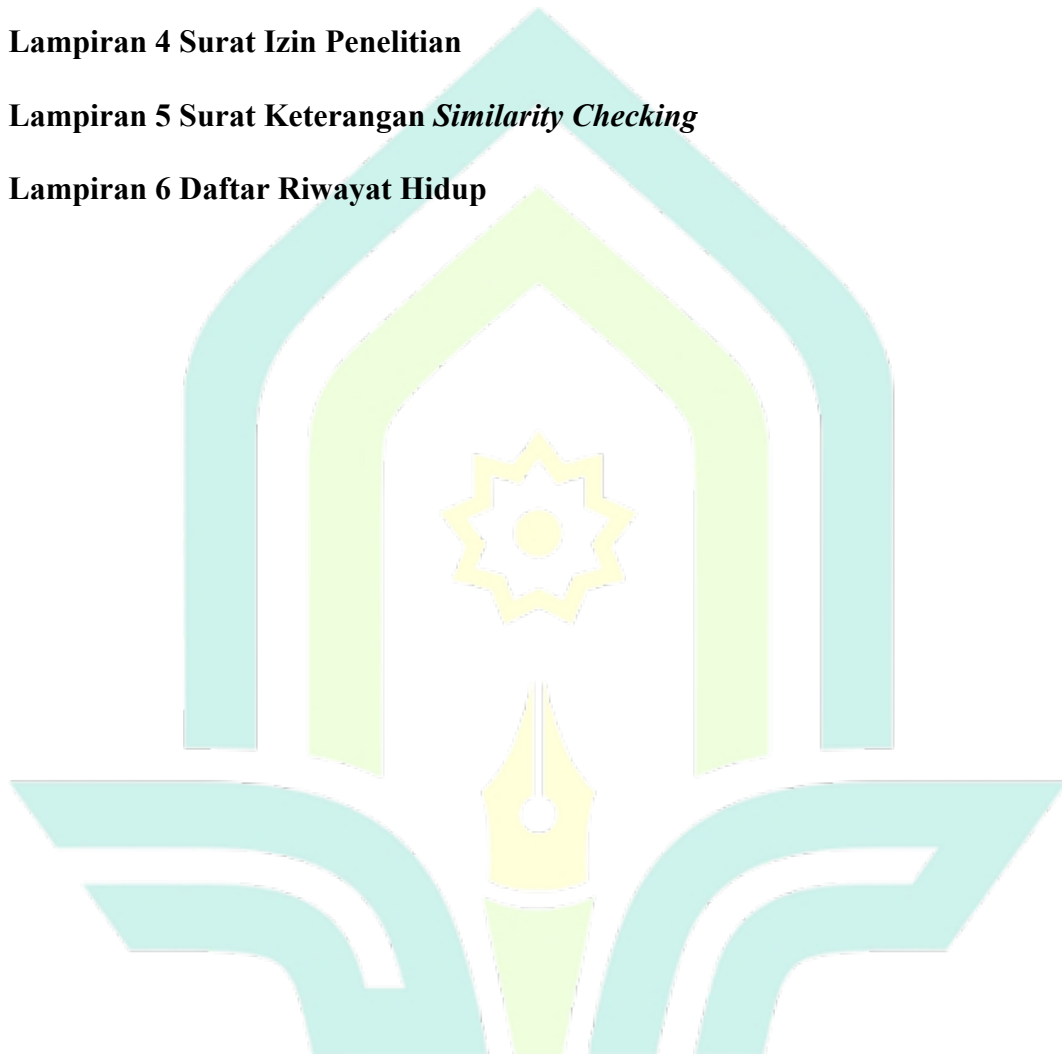 Lampiran 4 Surat Izin Penelitian
Lampiran 5 Surat Keterangan Similarity Checking
Lampiran 6 Daftar Riwayat Hidup